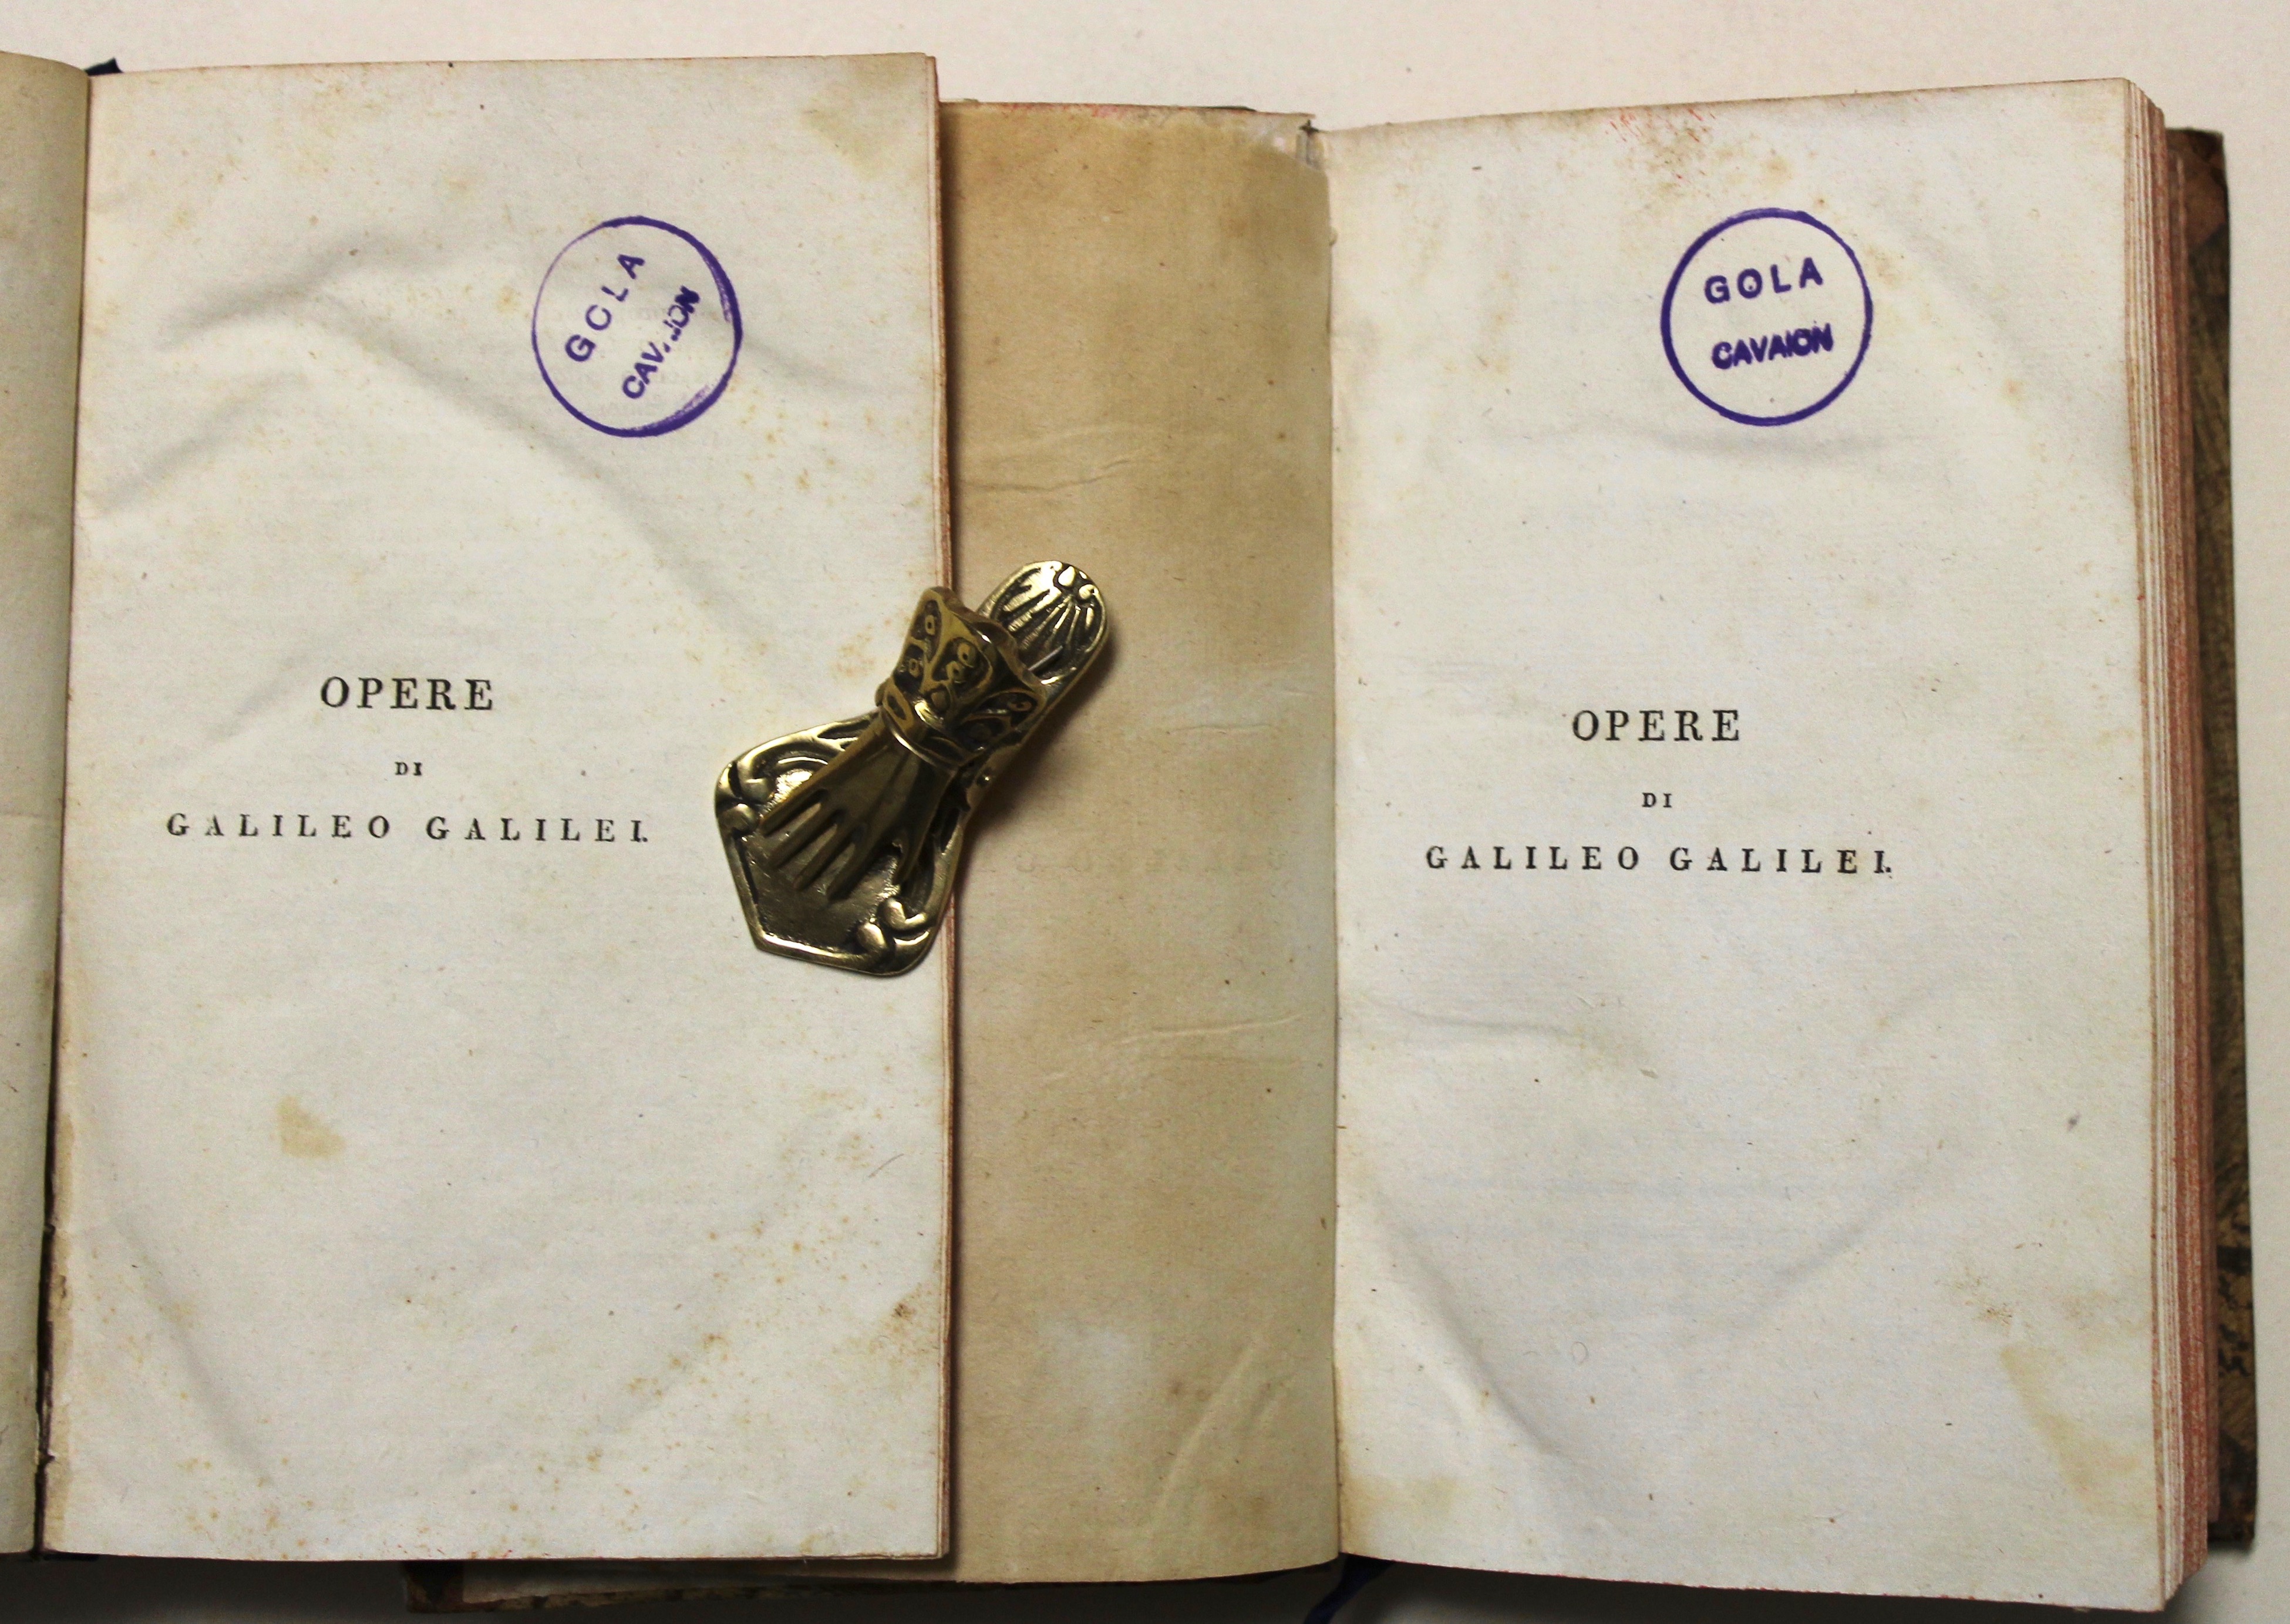 GOLA
CAVAION
OPERE
DI
GALILEO GALILEI.
GOLA
CAVAION
OPERE
DI
GALILEO GALILEI.